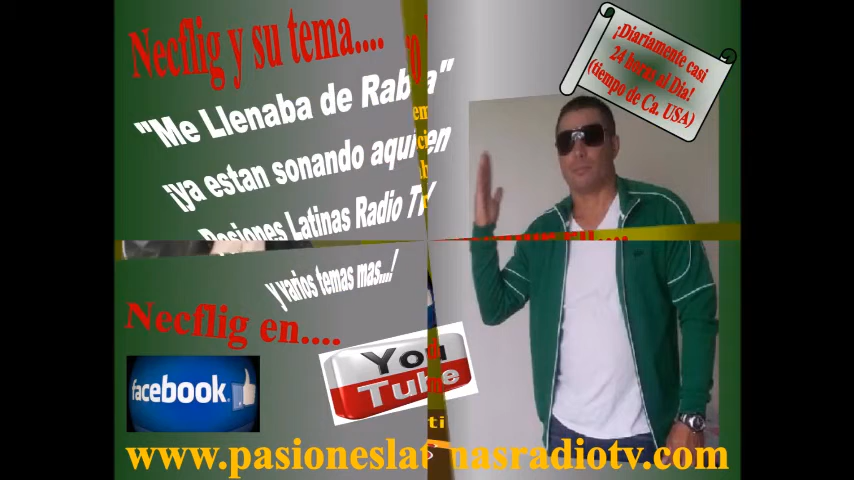 Necflig y su tema....
"Me Llenaba de Rabia"
¡ya estan sonando aqui en
Pasiones Latinas Radio TV
y varios temas mas...!
¡Diariamente casi
24 horas al Dia!
(tiempo de Ca. USA)
Necflig en....
facebook
You
Tube
www.pasioneslatinasradiotv.com